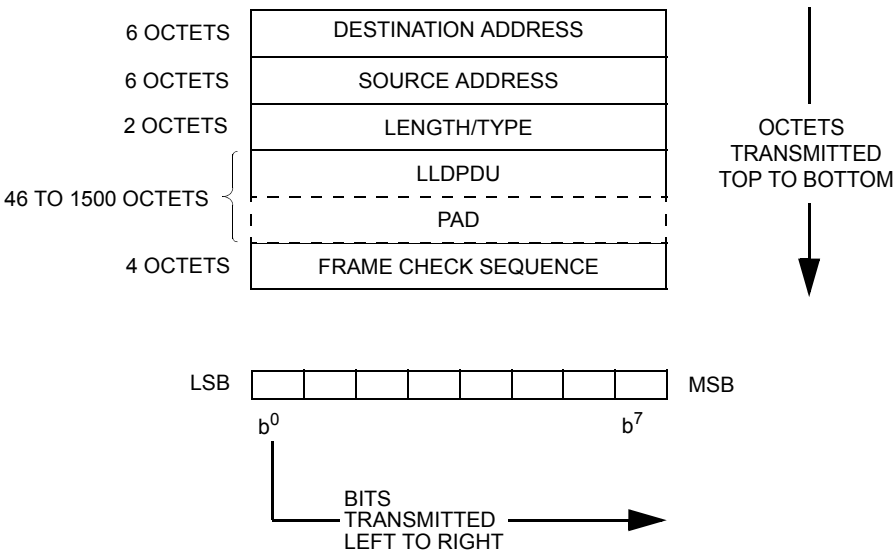 6 OCTETS DESTINATION ADDRESS
6 OCTETS SOURCE ADDRESS
2 OCTETS LENGTH/TYPE
46 TO 1500 OCTETS
LLDPDU
PAD
4 OCTETS FRAME CHECK SEQUENCE
OCTETS
TRANSMITTED
TOP TO BOTTOM
LSB MSB
b0 b7
BITS
TRANSMITTED
LEFT TO RIGHT